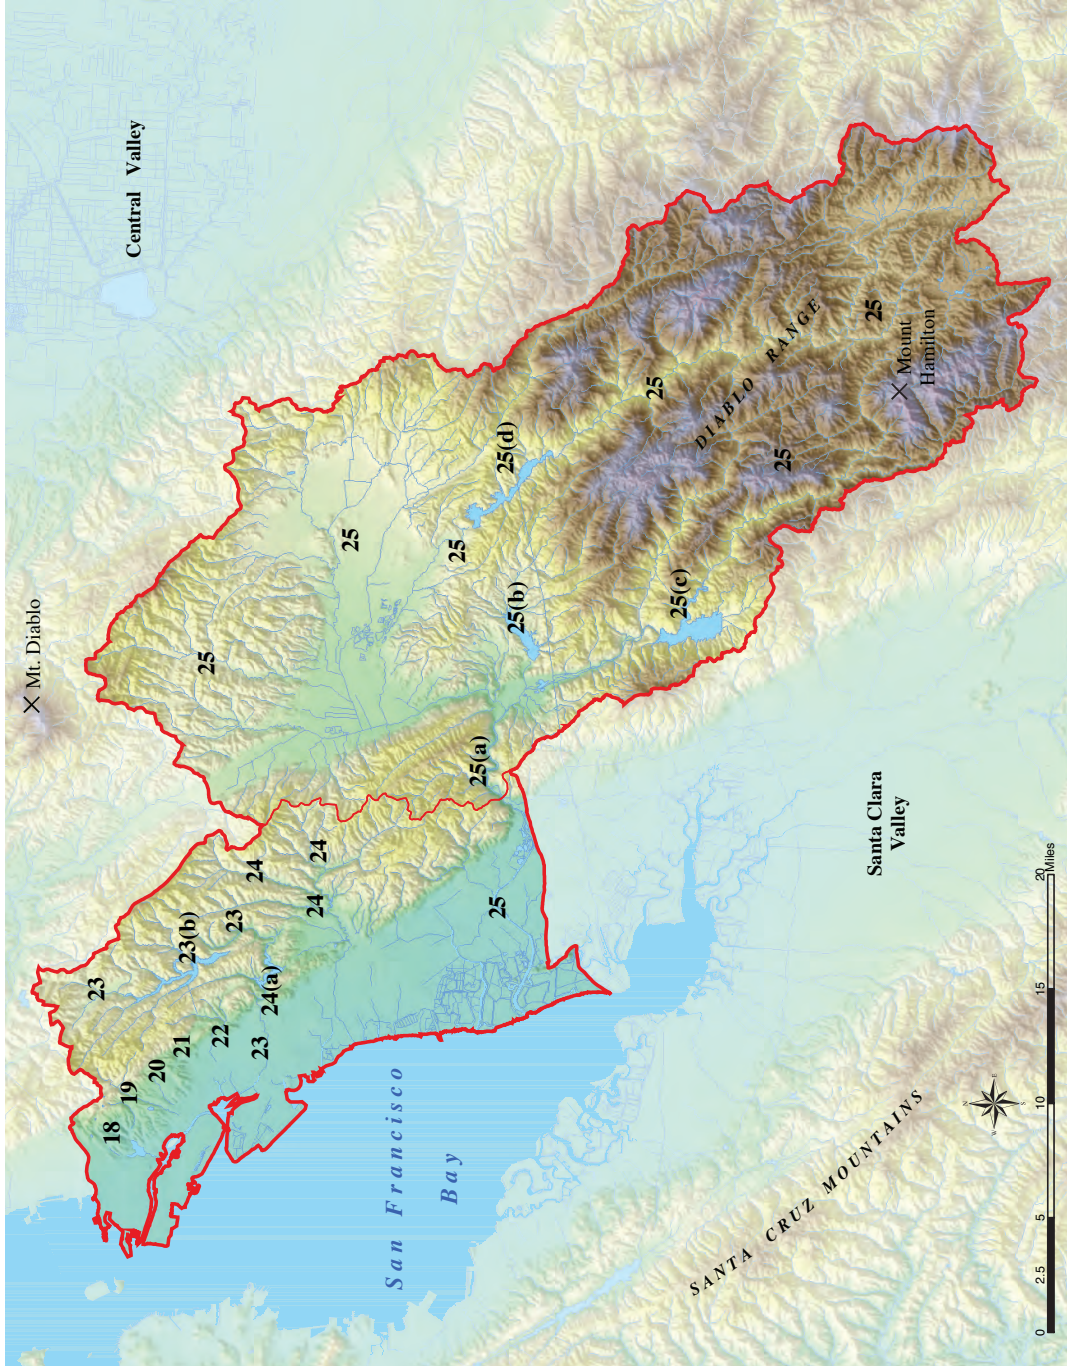 Mt. Diablo
Central Valley
25
25
25
25(d)
25
25(b)
25(a)
25
DIABLO RANGE
25
25
Mount
Hamilton
25(c)
23
23(b)
23
24
24
24
24(a)
18
19
20
21
22
23
25
San Francisco
Bay
Santa Clara
Valley
SANTA CRUZ MOUNTAINS
N
E
S
W
0
2.5
5
10
15
20
Miles